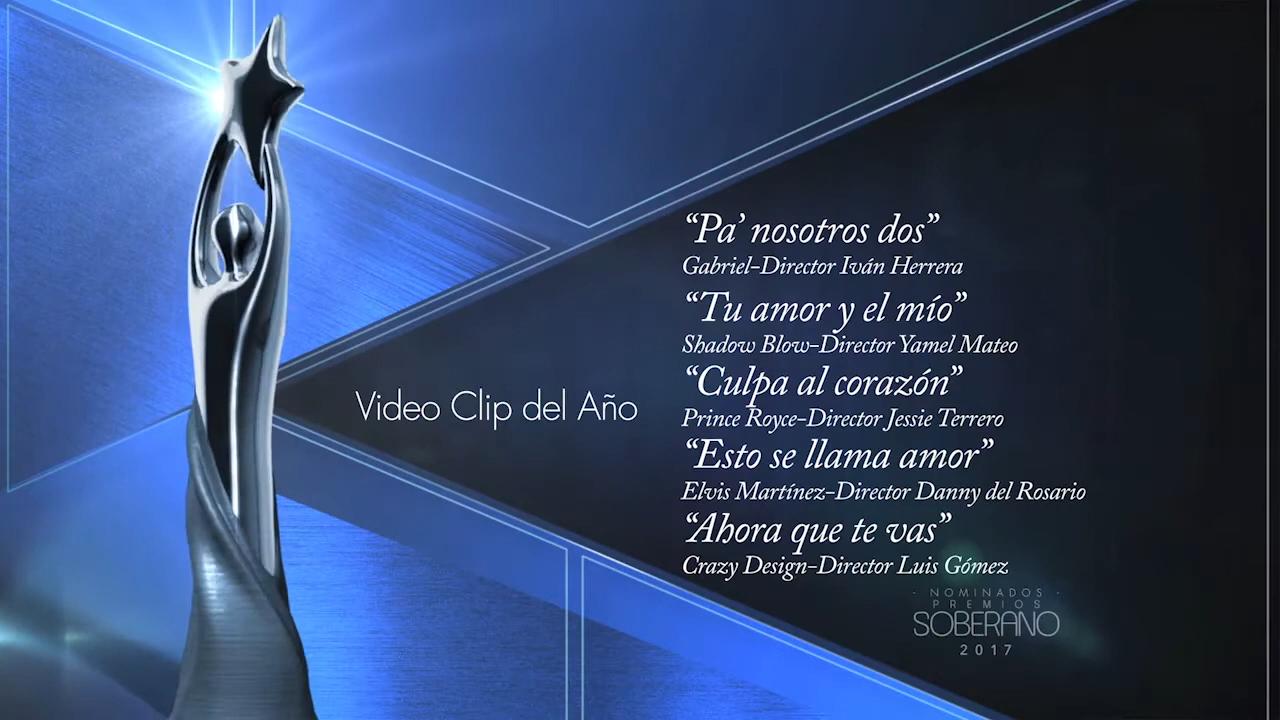 Video Clip del Año
“Pa’ nosotros dos”
Gabriel-Director Iván Herrera
“Tu amor y el mío”
Shadow Blow-Director Yamel Mateo
“Culpa al corazón”
Prince Royce-Director Jessie Terrero
“Esto se llama amor”
Elvis Martínez-Director Danny del Rosario
“Ahora que te vas”
Crazy Design-Director Luis Gómez
· NOMINADOS ·
PREMIOS
SOBERANO
2017